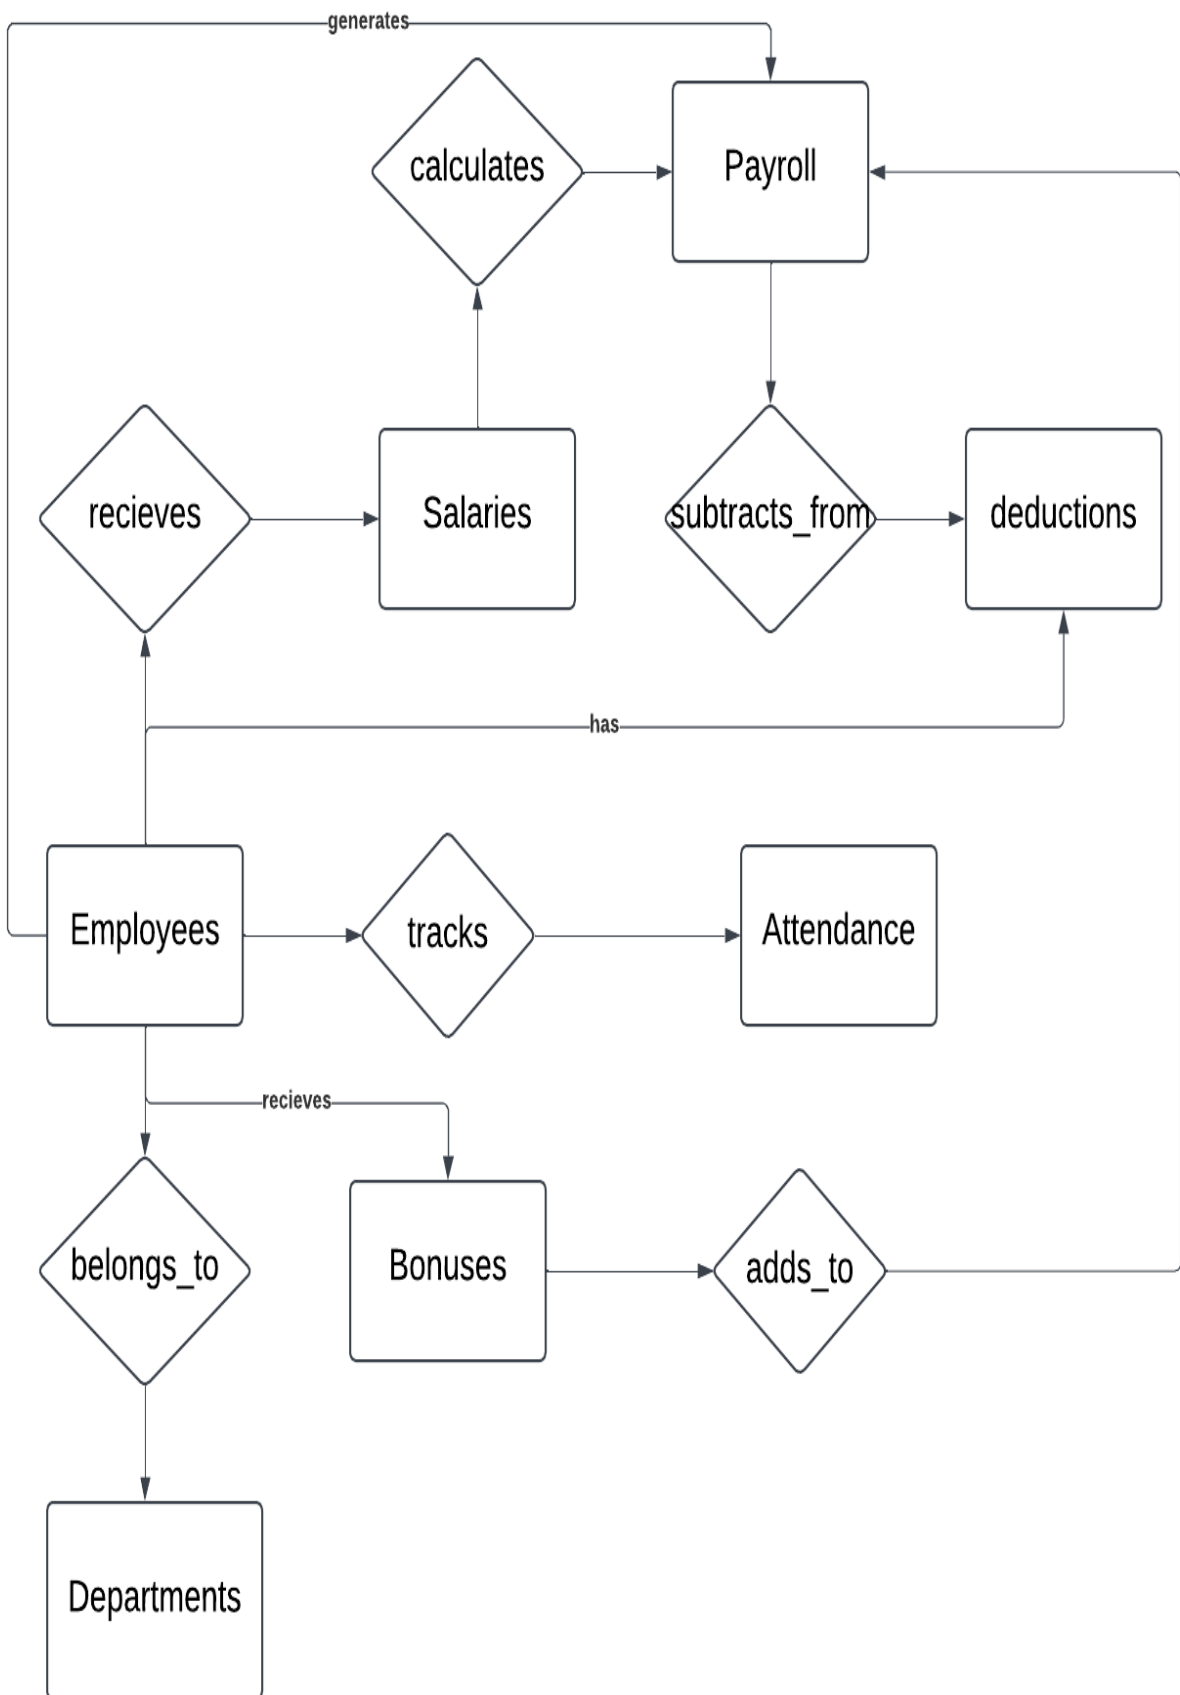 generates
calculates
Payroll
recieves
Salaries
subtracts_from
deductions
has
Employees
tracks
Attendance
recieves
belongs_to
Bonuses
adds_to
Departments